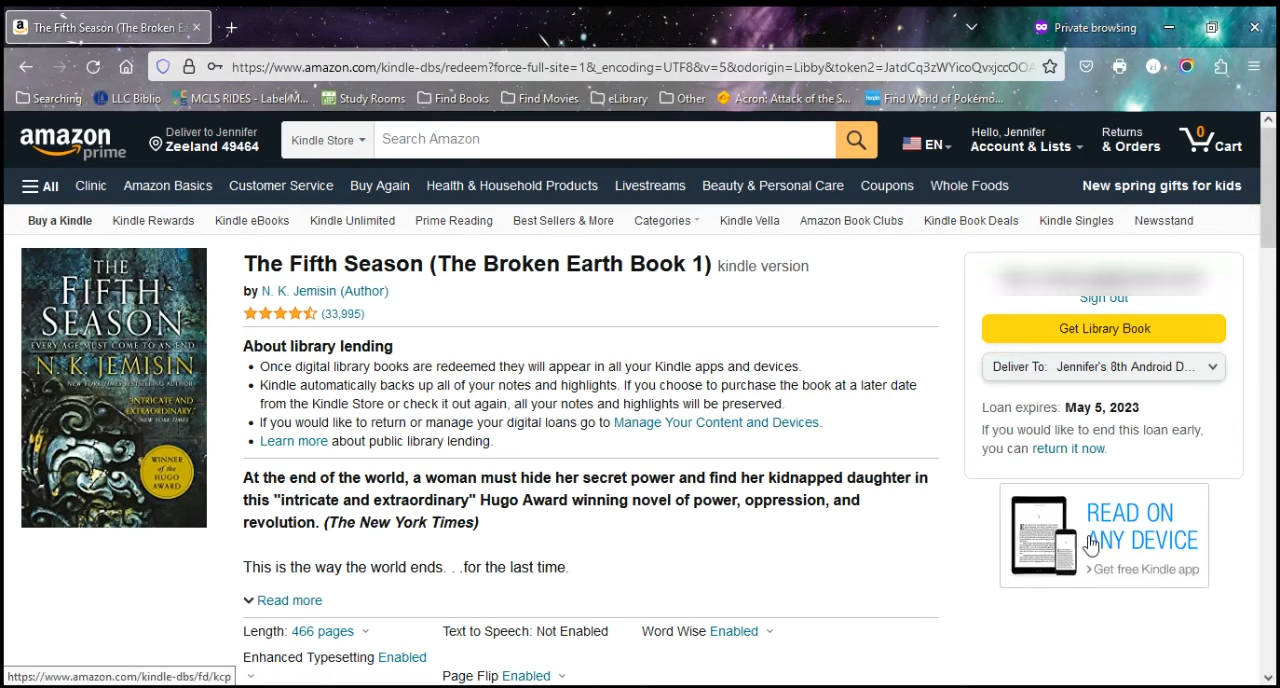 The Fifth Season (The Broken E
Private browsing
https://www.amazon.com/kindle-dbs/redeem?force-full-site=1&_encoding=UTF8&v=5&odorigin=Libby&token2=JatdCq3zWYicoQvxjccOOA
Searching LLC Biblio MCLS RIDES - LabelM... Study Rooms Find Books Find Movies eLibrary Other Acron: Attack of the S... Find World of Pokémo...
amazon prime
Deliver to Jennifer
Zeeland 49464
Kindle Store Search Amazon
EN
Hello, Jennifer
Account & Lists
Returns
& Orders
0
Cart
All Clinic Amazon Basics Customer Service Buy Again Health & Household Products Livestreams Beauty & Personal Care Coupons Whole Foods New spring gifts for kids
Buy a Kindle Kindle Rewards Kindle eBooks Kindle Unlimited Prime Reading Best Sellers & More Categories Kindle Vella Amazon Book Clubs Kindle Book Deals Kindle Singles Newsstand
THE
FIFTH
SEASON
EVERY AGE MUST COME TO AN END
N. K. JEMISIN
NEW YORK TIMES BESTSELLING AUTHOR
"INTRICATE AND
EXTRAORDINARY."
NEW YORK TIMES
WINNER
of the
HUGO
AWARD
The Fifth Season (The Broken Earth Book 1) kindle version
by N. K. Jemisin (Author)
(33,995)
About library lending
• Once digital library books are redeemed they will appear in all your Kindle apps and devices.
• Kindle automatically backs up all of your notes and highlights. If you choose to purchase the book at a later date
from the Kindle Store or check it out again, all your notes and highlights will be preserved.
• If you would like to return or manage your digital loans go to Manage Your Content and Devices.
• Learn more about public library lending.
At the end of the world, a woman must hide her secret power and find her kidnapped daughter in
this "intricate and extraordinary" Hugo Award winning novel of power, oppression, and
revolution. (The New York Times)
This is the way the world ends. . .for the last time.
Read more
Length: 466 pages Text to Speech: Not Enabled Word Wise Enabled
Enhanced Typesetting Enabled
Page Flip Enabled
Sign out
Get Library Book
Deliver To: Jennifer's 8th Android D...
Loan expires: May 5, 2023
If you would like to end this loan early,
you can return it now.
READ ON
ANY DEVICE
Get free Kindle app
https://www.amazon.com/kindle-dbs/fd/kcp